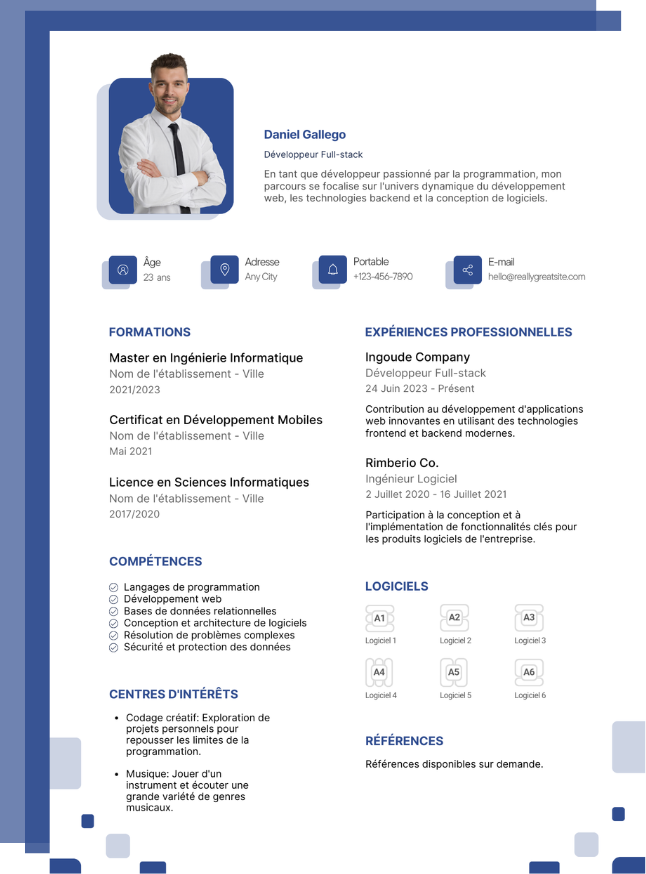 Daniel Gallego
Développeur Full-stack
En tant que développeur passionné par la programmation, mon
parcours se focalise sur l'univers dynamique du développement
web, les technologies backend et la conception de logiciels.
Âge
23 ans
Adresse
Any City
Portable
+123-456-7890
E-mail
hello@reallygreatsite.com
FORMATIONS
Master en Ingénierie Informatique
Nom de l'établissement - Ville
2021/2023
Certificat en Développement Mobiles
Nom de l'établissement - Ville
Mai 2021
Licence en Sciences Informatiques
Nom de l'établissement - Ville
2017/2020
COMPÉTENCES
Langages de programmation
Développement web
Bases de données relationnelles
Conception et architecture de logiciels
Résolution de problèmes complexes
Sécurité et protection des données
CENTRES D'INTÉRÊTS
• Codage créatif: Exploration de
projets personnels pour
repousser les limites de la
programmation.
• Musique: Jouer d'un
instrument et écouter une
grande variété de genres
musicaux.
EXPÉRIENCES PROFESSIONNELLES
Ingoude Company
Développeur Full-stack
24 Juin 2023 - Présent
Contribution au développement d'applications
web innovantes en utilisant des technologies
frontend et backend modernes.
Rimberio Co.
Ingénieur Logiciel
2 Juillet 2020 - 16 Juillet 2021
Participation à la conception et à
l'implémentation de fonctionnalités clés pour
les produits logiciels de l'entreprise.
LOGICIELS
A1 A2 A3
Logiciel 1 Logiciel 2 Logiciel 3
A4 A5 A6
Logiciel 4 Logiciel 5 Logiciel 6
RÉFÉRENCES
Références disponibles sur demande.